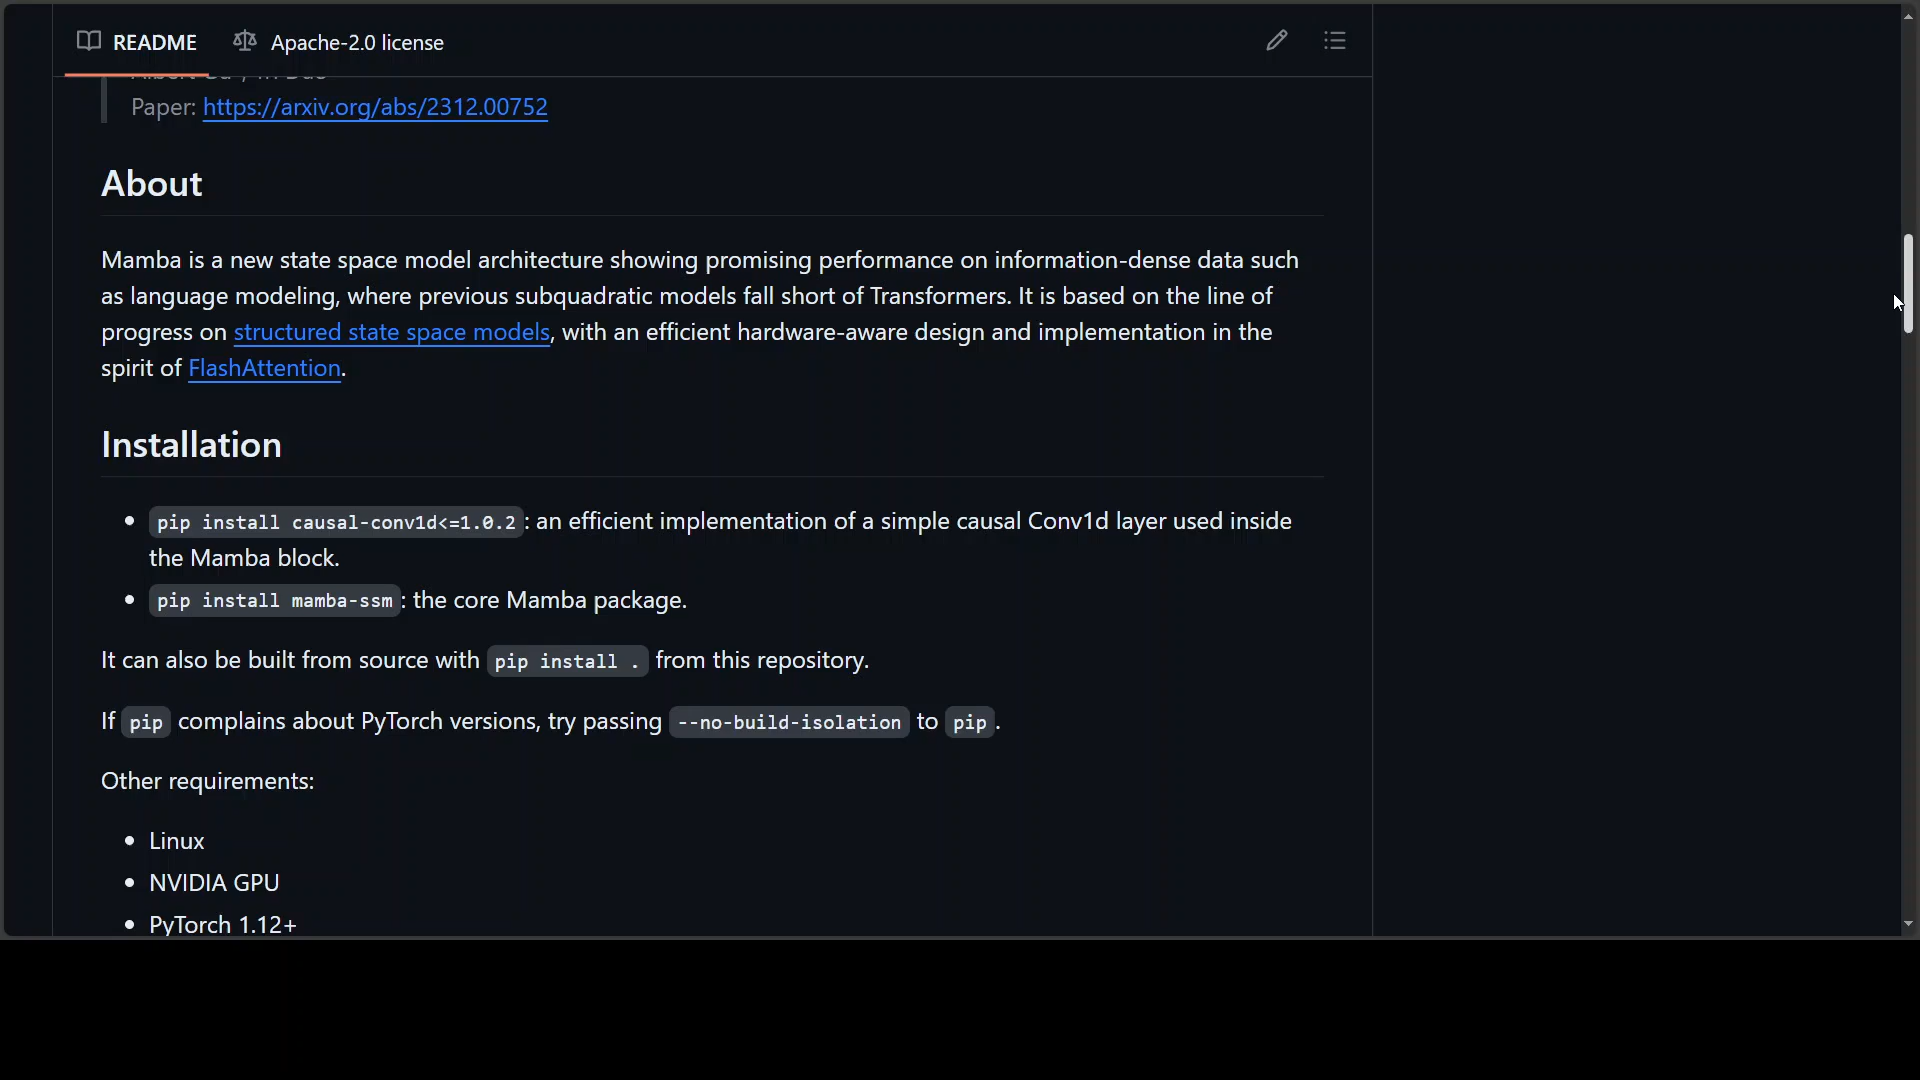 README
Apache-2.0 license
Paper: https://arxiv.org/abs/2312.00752
About
Mamba is a new state space model architecture showing promising performance on information-dense data such
as language modeling, where previous subquadratic models fall short of Transformers. It is based on the line of
progress on structured state space models, with an efficient hardware-aware design and implementation in the
spirit of FlashAttention.
Installation
• pip install causal-conv1d<=1.0.2: an efficient implementation of a simple causal Conv1d layer used inside
the Mamba block.
• pip install mamba-ssm: the core Mamba package.
It can also be built from source with pip install . from this repository.
If pip complains about PyTorch versions, try passing --no-build-isolation to pip.
Other requirements:
• Linux
• NVIDIA GPU
• PyTorch 1.12+